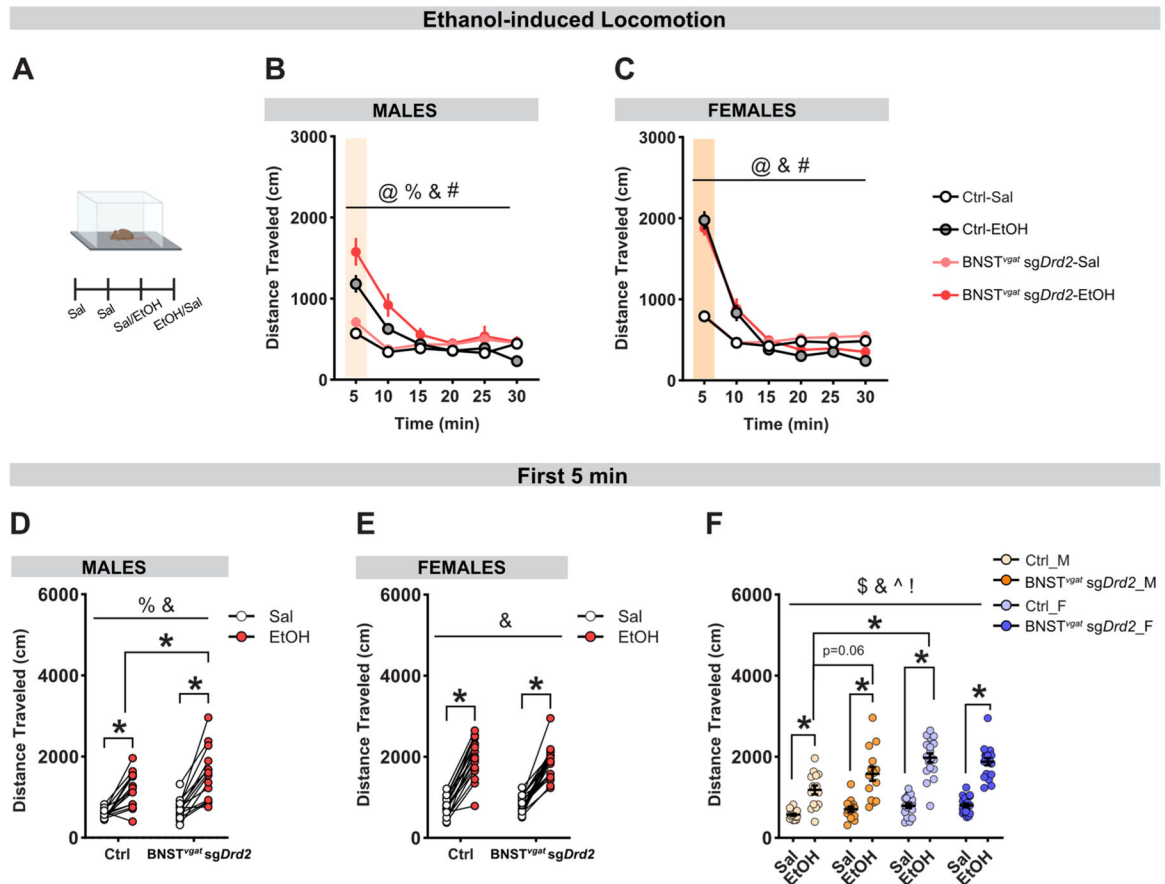 Ethanol-induced Locomotion
A
Sal
Sal
Sal/EtOH
EtOH/Sal
B
MALES
Distance Traveled (cm)
3000
2000
1000
0
@ % & #
5 10 15 20 25 30
Time (min)
C
FEMALES
Distance Traveled (cm)
3000
2000
1000
0
@ & #
5 10 15 20 25 30
Time (min)
Ctrl-Sal
Ctrl-EtOH
BNSTvgat sgDrd2-Sal
BNSTvgat sgDrd2-EtOH
First 5 min
D
MALES
Distance Traveled (cm)
6000
4000
2000
0
% &
*
* *
Sal
EtOH
Ctrl BNSTvgat sgDrd2
E
FEMALES
Distance Traveled (cm)
6000
4000
2000
0
&
* *
Sal
EtOH
Ctrl BNSTvgat sgDrd2
F
Ctrl_M
BNSTvgat sgDrd2_M
Ctrl_F
BNSTvgat sgDrd2_F
Distance Traveled (cm)
6000
4000
2000
0
$ & ^ !
*
p=0.06
* * * *
Sal EtOH Sal EtOH Sal EtOH Sal EtOH